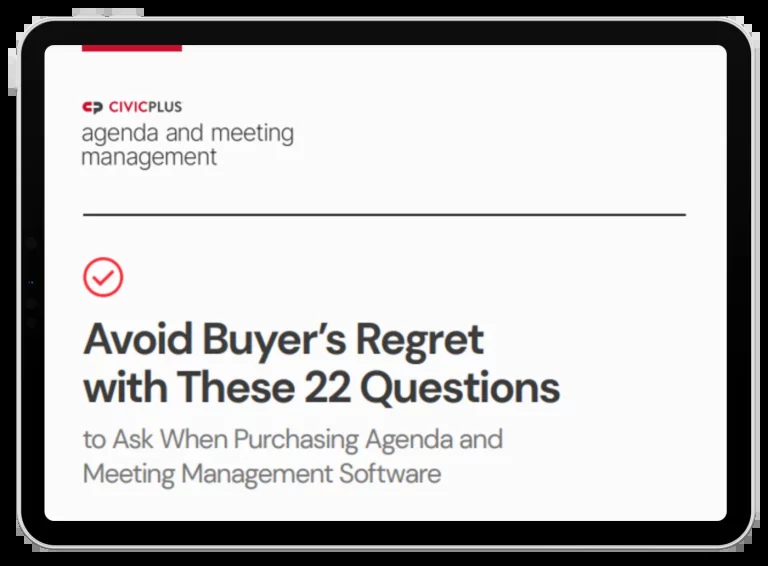 CIVICPLUS
agenda and meeting
management
Avoid Buyer’s Regret
with These 22 Questions
to Ask When Purchasing Agenda and
Meeting Management Software